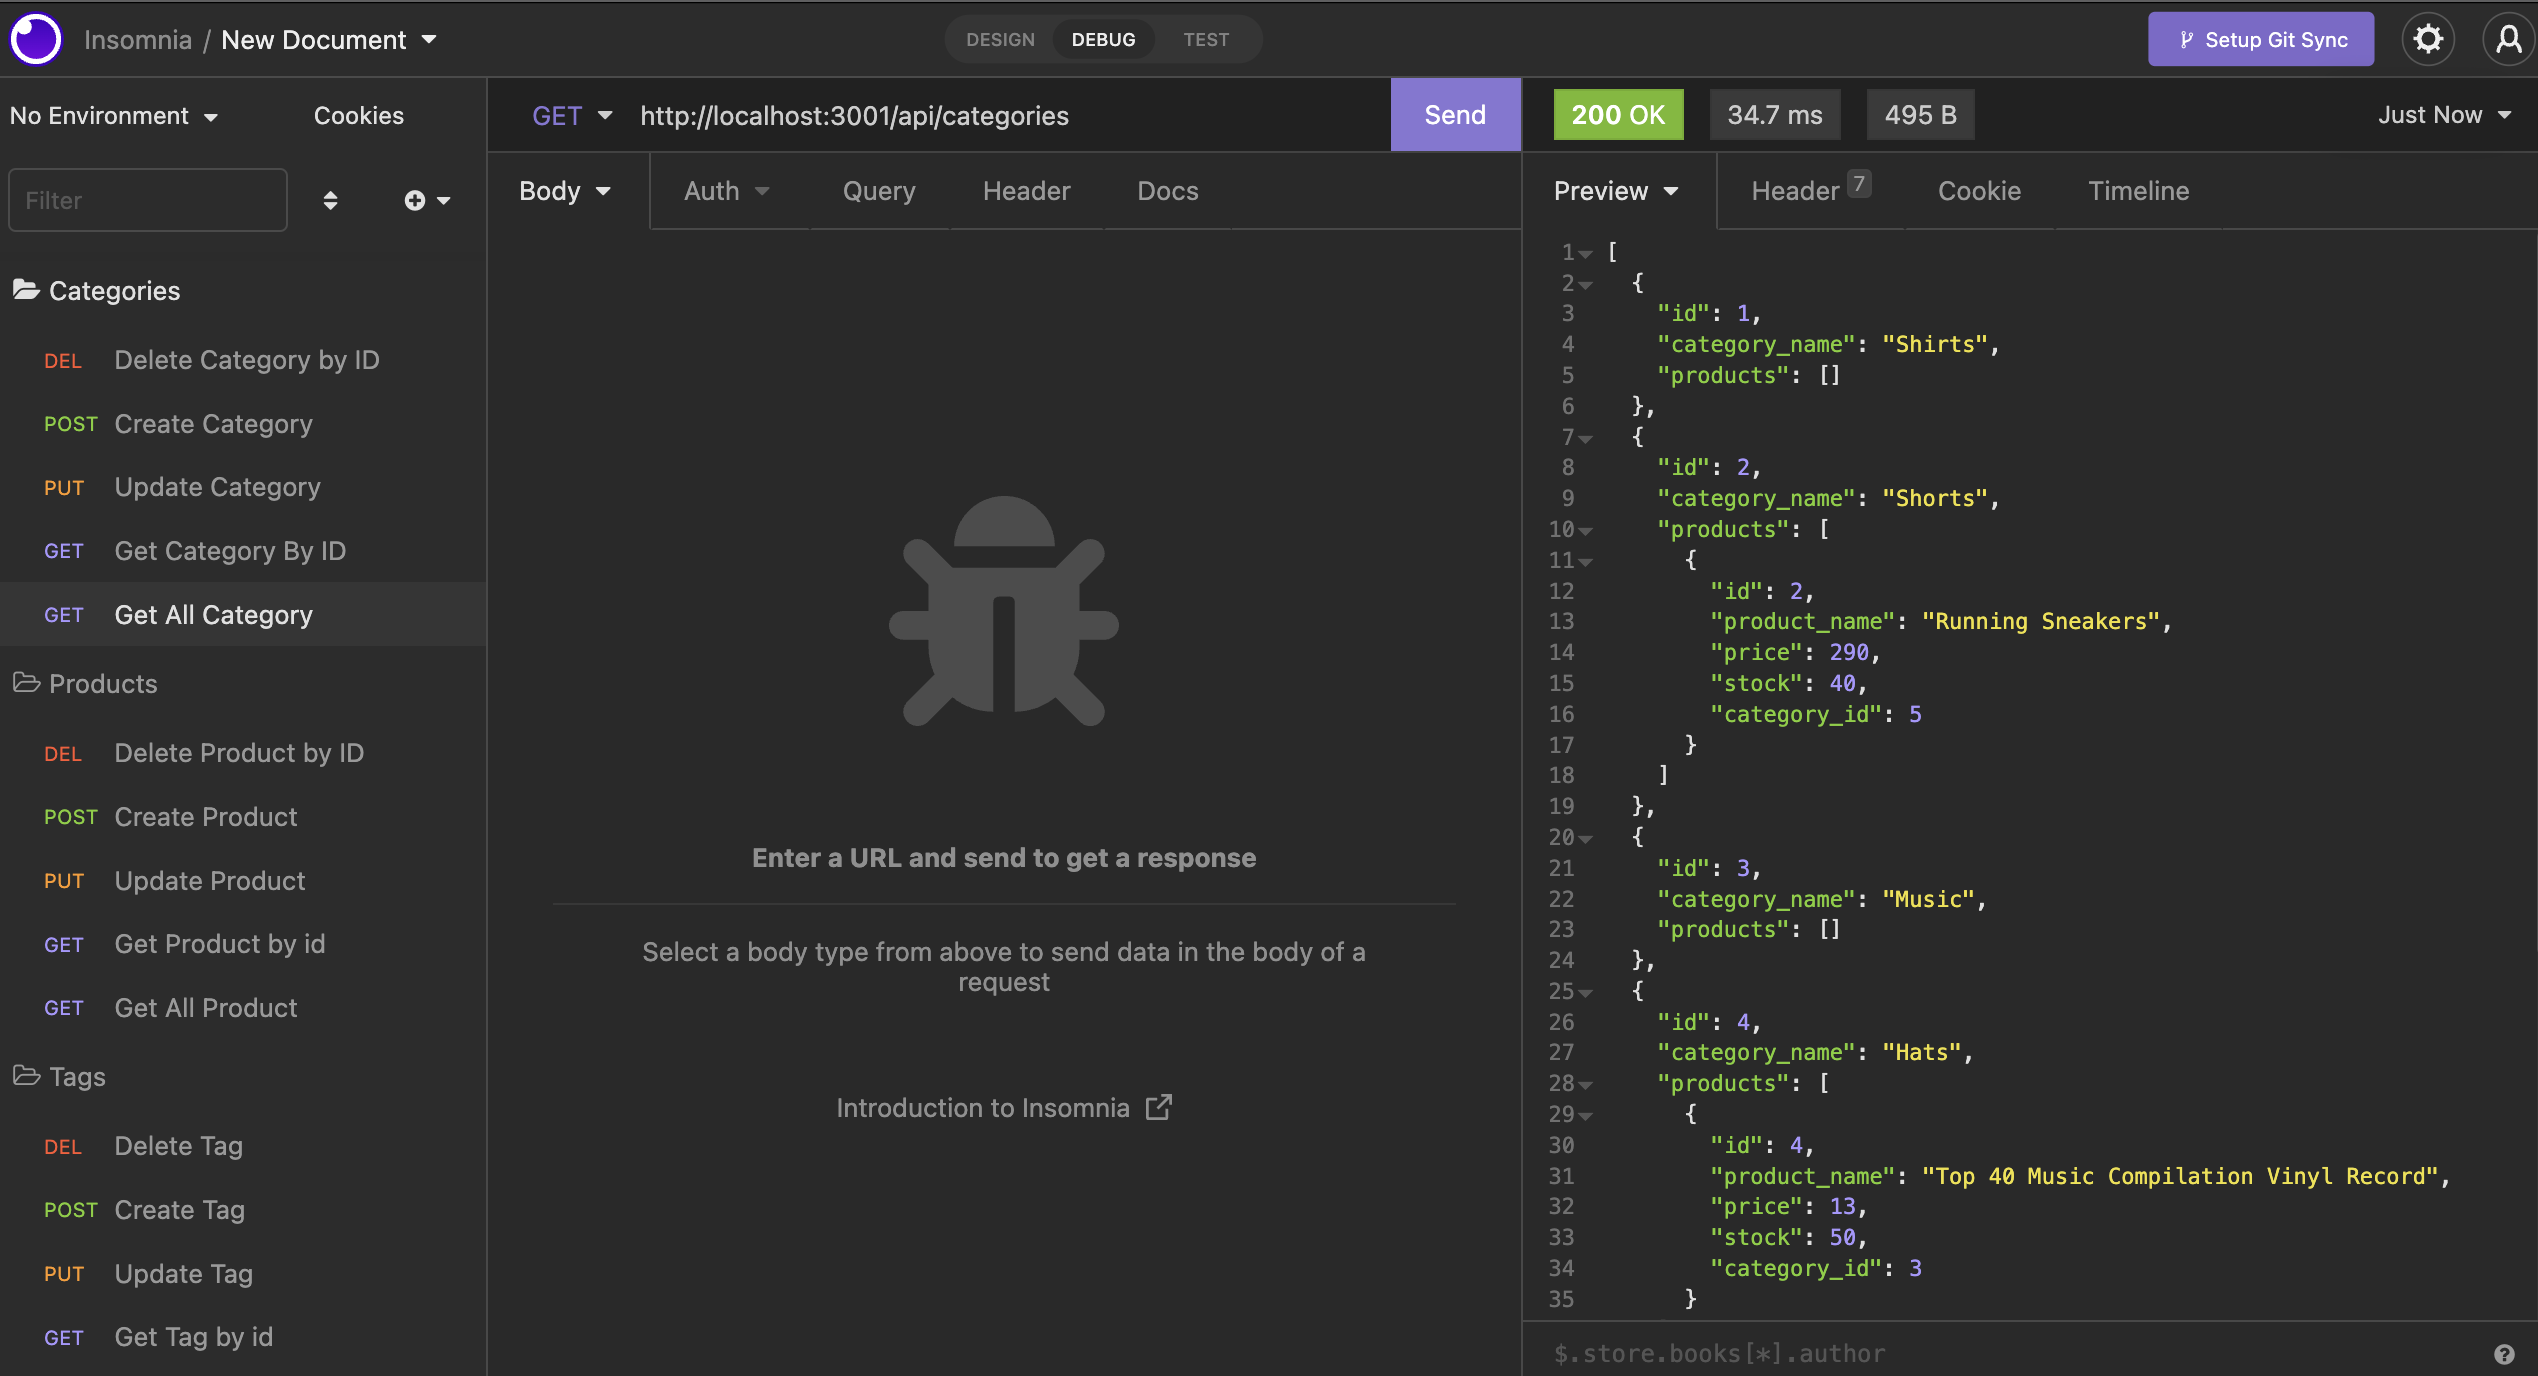 Insomnia / New Document
DESIGN DEBUG TEST
Setup Git Sync
No Environment Cookies
Filter
Categories
DEL Delete Category by ID
POST Create Category
PUT Update Category
GET Get Category By ID
GET Get All Category
Products
DEL Delete Product by ID
POST Create Product
PUT Update Product
GET Get Product by id
GET Get All Product
Tags
DEL Delete Tag
POST Create Tag
PUT Update Tag
GET Get Tag by id
GET http://localhost:3001/api/categories Send
Body Auth Query Header Docs
Enter a URL and send to get a response
Select a body type from above to send data in the body of a
request
Introduction to Insomnia
200 OK 34.7 ms 495 B Just Now
Preview Header 7 Cookie Timeline
1 [
2 {
3 "id": 1,
4 "category_name": "Shirts",
5 "products": []
6 },
7 {
8 "id": 2,
9 "category_name": "Shorts",
10 "products": [
11 {
12 "id": 2,
13 "product_name": "Running Sneakers",
14 "price": 290,
15 "stock": 40,
16 "category_id": 5
17 }
18 ]
19 },
20 {
21 "id": 3,
22 "category_name": "Music",
23 "products": []
24 },
25 {
26 "id": 4,
27 "category_name": "Hats",
28 "products": [
29 {
30 "id": 4,
31 "product_name": "Top 40 Music Compilation Vinyl Record",
32 "price": 13,
33 "stock": 50,
34 "category_id": 3
35 }
$.store.books[*].author